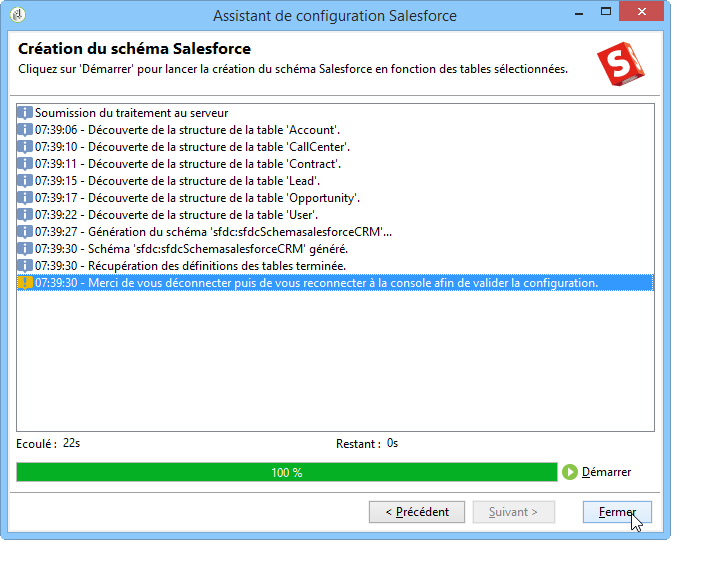 Assistant de configuration Salesforce
Création du schéma Salesforce
Cliquez sur 'Démarrer' pour lancer la création du schéma Salesforce en fonction des tables sélectionnées.
S
Soumission du traitement au serveur
07:39:06 - Découverte de la structure de la table 'Account'.
07:39:10 - Découverte de la structure de la table 'CallCenter'.
07:39:11 - Découverte de la structure de la table 'Contract'.
07:39:15 - Découverte de la structure de la table 'Lead'.
07:39:17 - Découverte de la structure de la table 'Opportunity'.
07:39:22 - Découverte de la structure de la table 'User'.
07:39:27 - Génération du schéma 'sfdc:sfdcSchemasalesforceCRM'...
07:39:30 - Schéma 'sfdc:sfdcSchemasalesforceCRM' généré.
07:39:30 - Récupération des définitions des tables terminée.
07:39:30 - Merci de vous déconnecter puis de vous reconnecter à la console afin de valider la configuration.
Ecoulé : 22s Restant : 0s
100 % Démarrer
< Précédent Suivant > Fermer